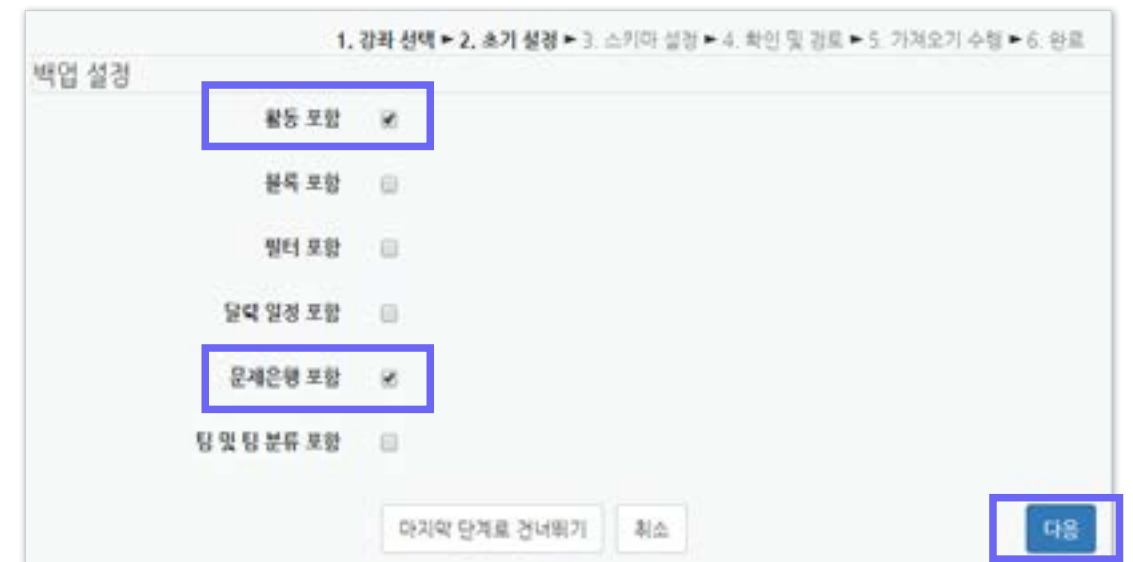 1. 강좌 선택 ► 2. 초기 설정 ► 3. 스키마 설정 ► 4. 확인 및 검토 ► 5. 가져오기 수행 ► 6. 완료
백업 설정
활동 포함
블록 포함
필터 포함
달력 일정 포함
문제은행 포함
팀 및 팀 분류 포함
마지막 단계로 건너뛰기 취소 다음